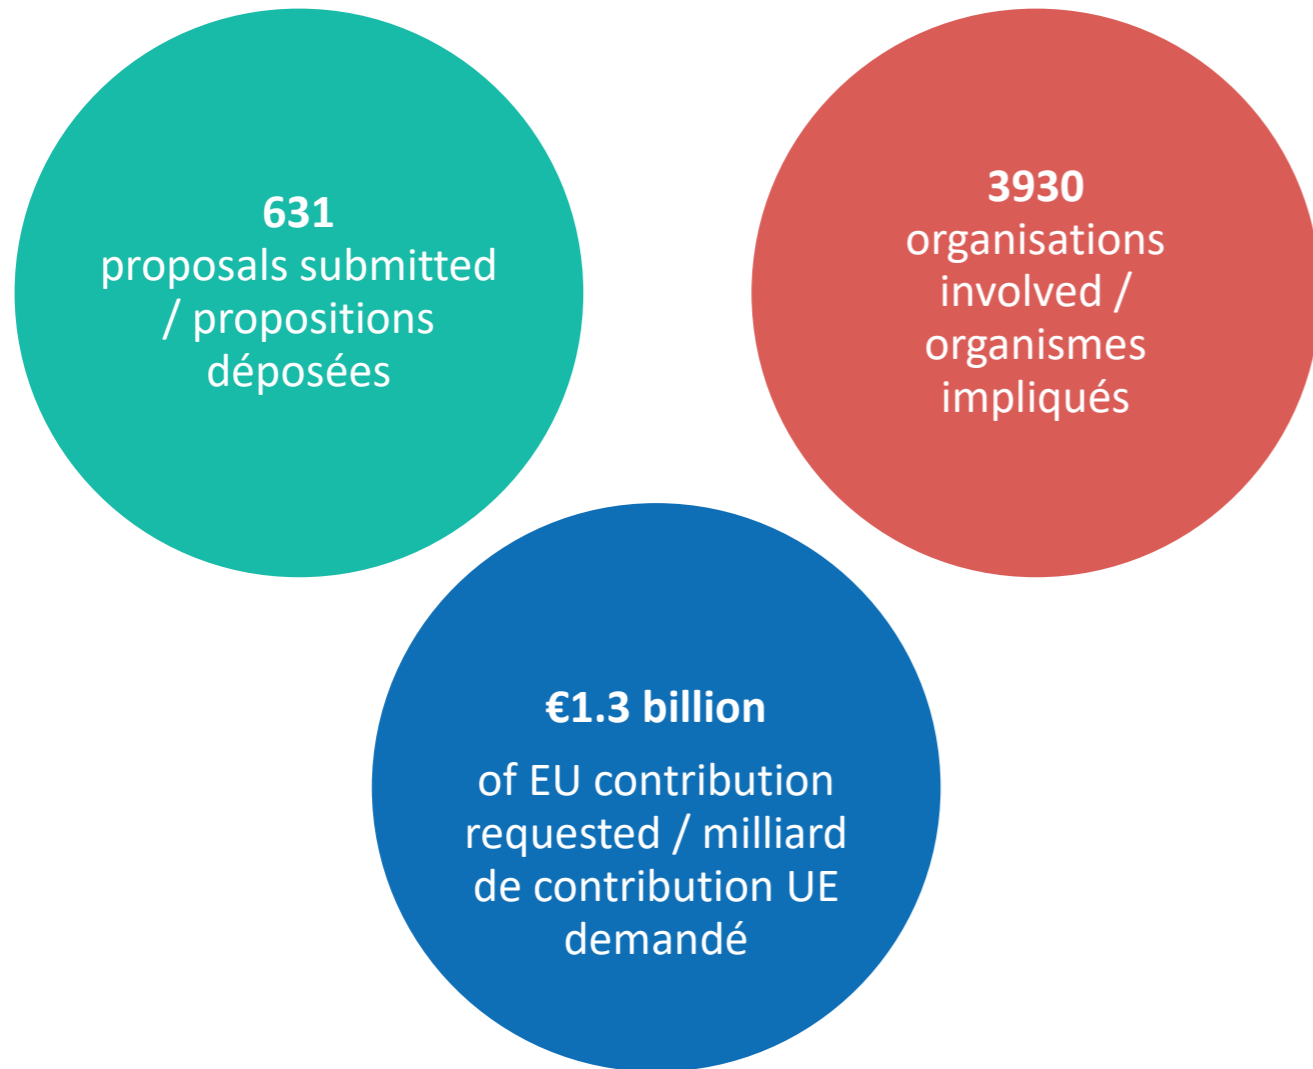 631
proposals submitted
/ propositions
déposées
3930
organisations
involved /
organismes
impliqués
€1.3 billion
of EU contribution
requested / milliard
de contribution UE
demandé